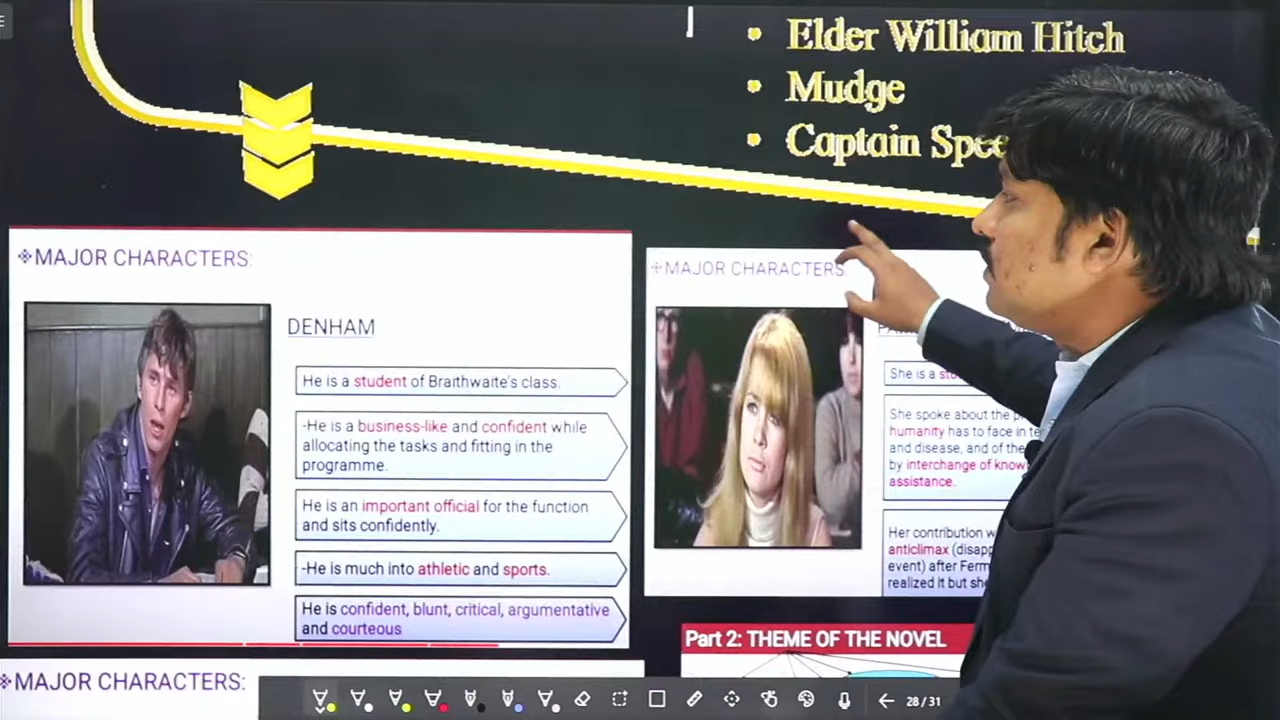 • Elder William Hitch
• Mudge
• Captain
❖MAJOR CHARACTERS:
DENHAM
He is a student of Braithwaite's class.
-He is a business-like and confident while
allocating the tasks and fitting in the
programme.
He is an important official for the function
and sits confidently.
-He is much into athletic and sports.
He is confident, blunt, critical, argumentative
and courteous
❖MAJOR CHARACTERS:
She is a
She spoke about the
humanity has to face in
and disease, and of the
by interchange of
assistance.
Her contribution
anticlimax
event) after
realized it but
Part 2: THEME OF THE NOVEL
❖MAJOR CHARACTERS:
28/31